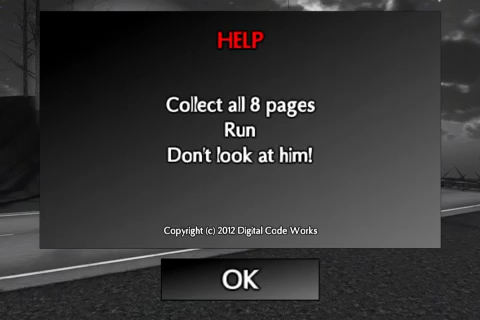 HELP
Collect all 8 pages
Run
Don't look at him!
Copyright (c) 2012 Digital Code Works
OK